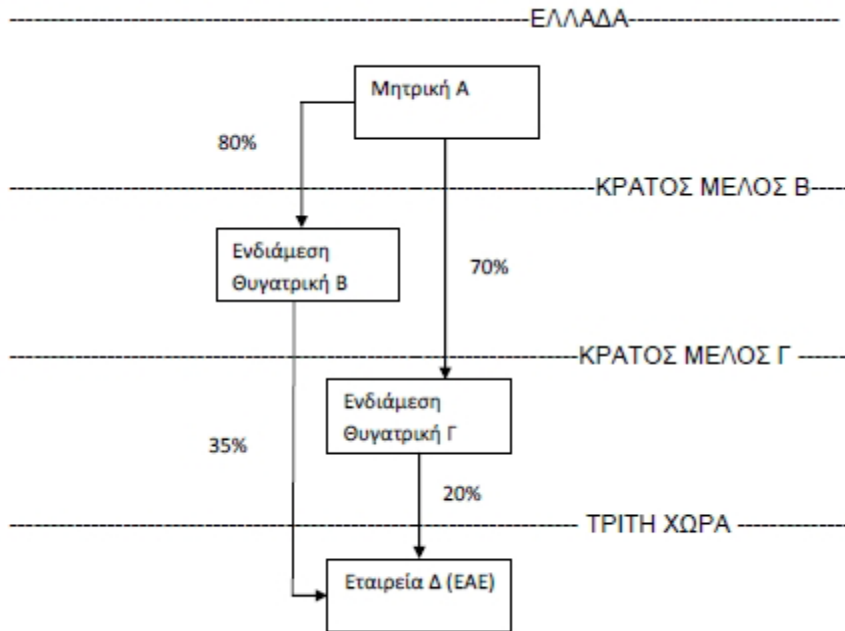 ΕΛΛΑΔΑ
Μητρική Α
80%
ΚΡΑΤΟΣ ΜΕΛΟΣ Β
Ενδιάμεση
Θυγατρική Β
70%
ΚΡΑΤΟΣ ΜΕΛΟΣ Γ
Ενδιάμεση
Θυγατρική Γ
35%
20%
ΤΡΙΤΗ ΧΩΡΑ
Εταιρεία Δ (ΕΑΕ)